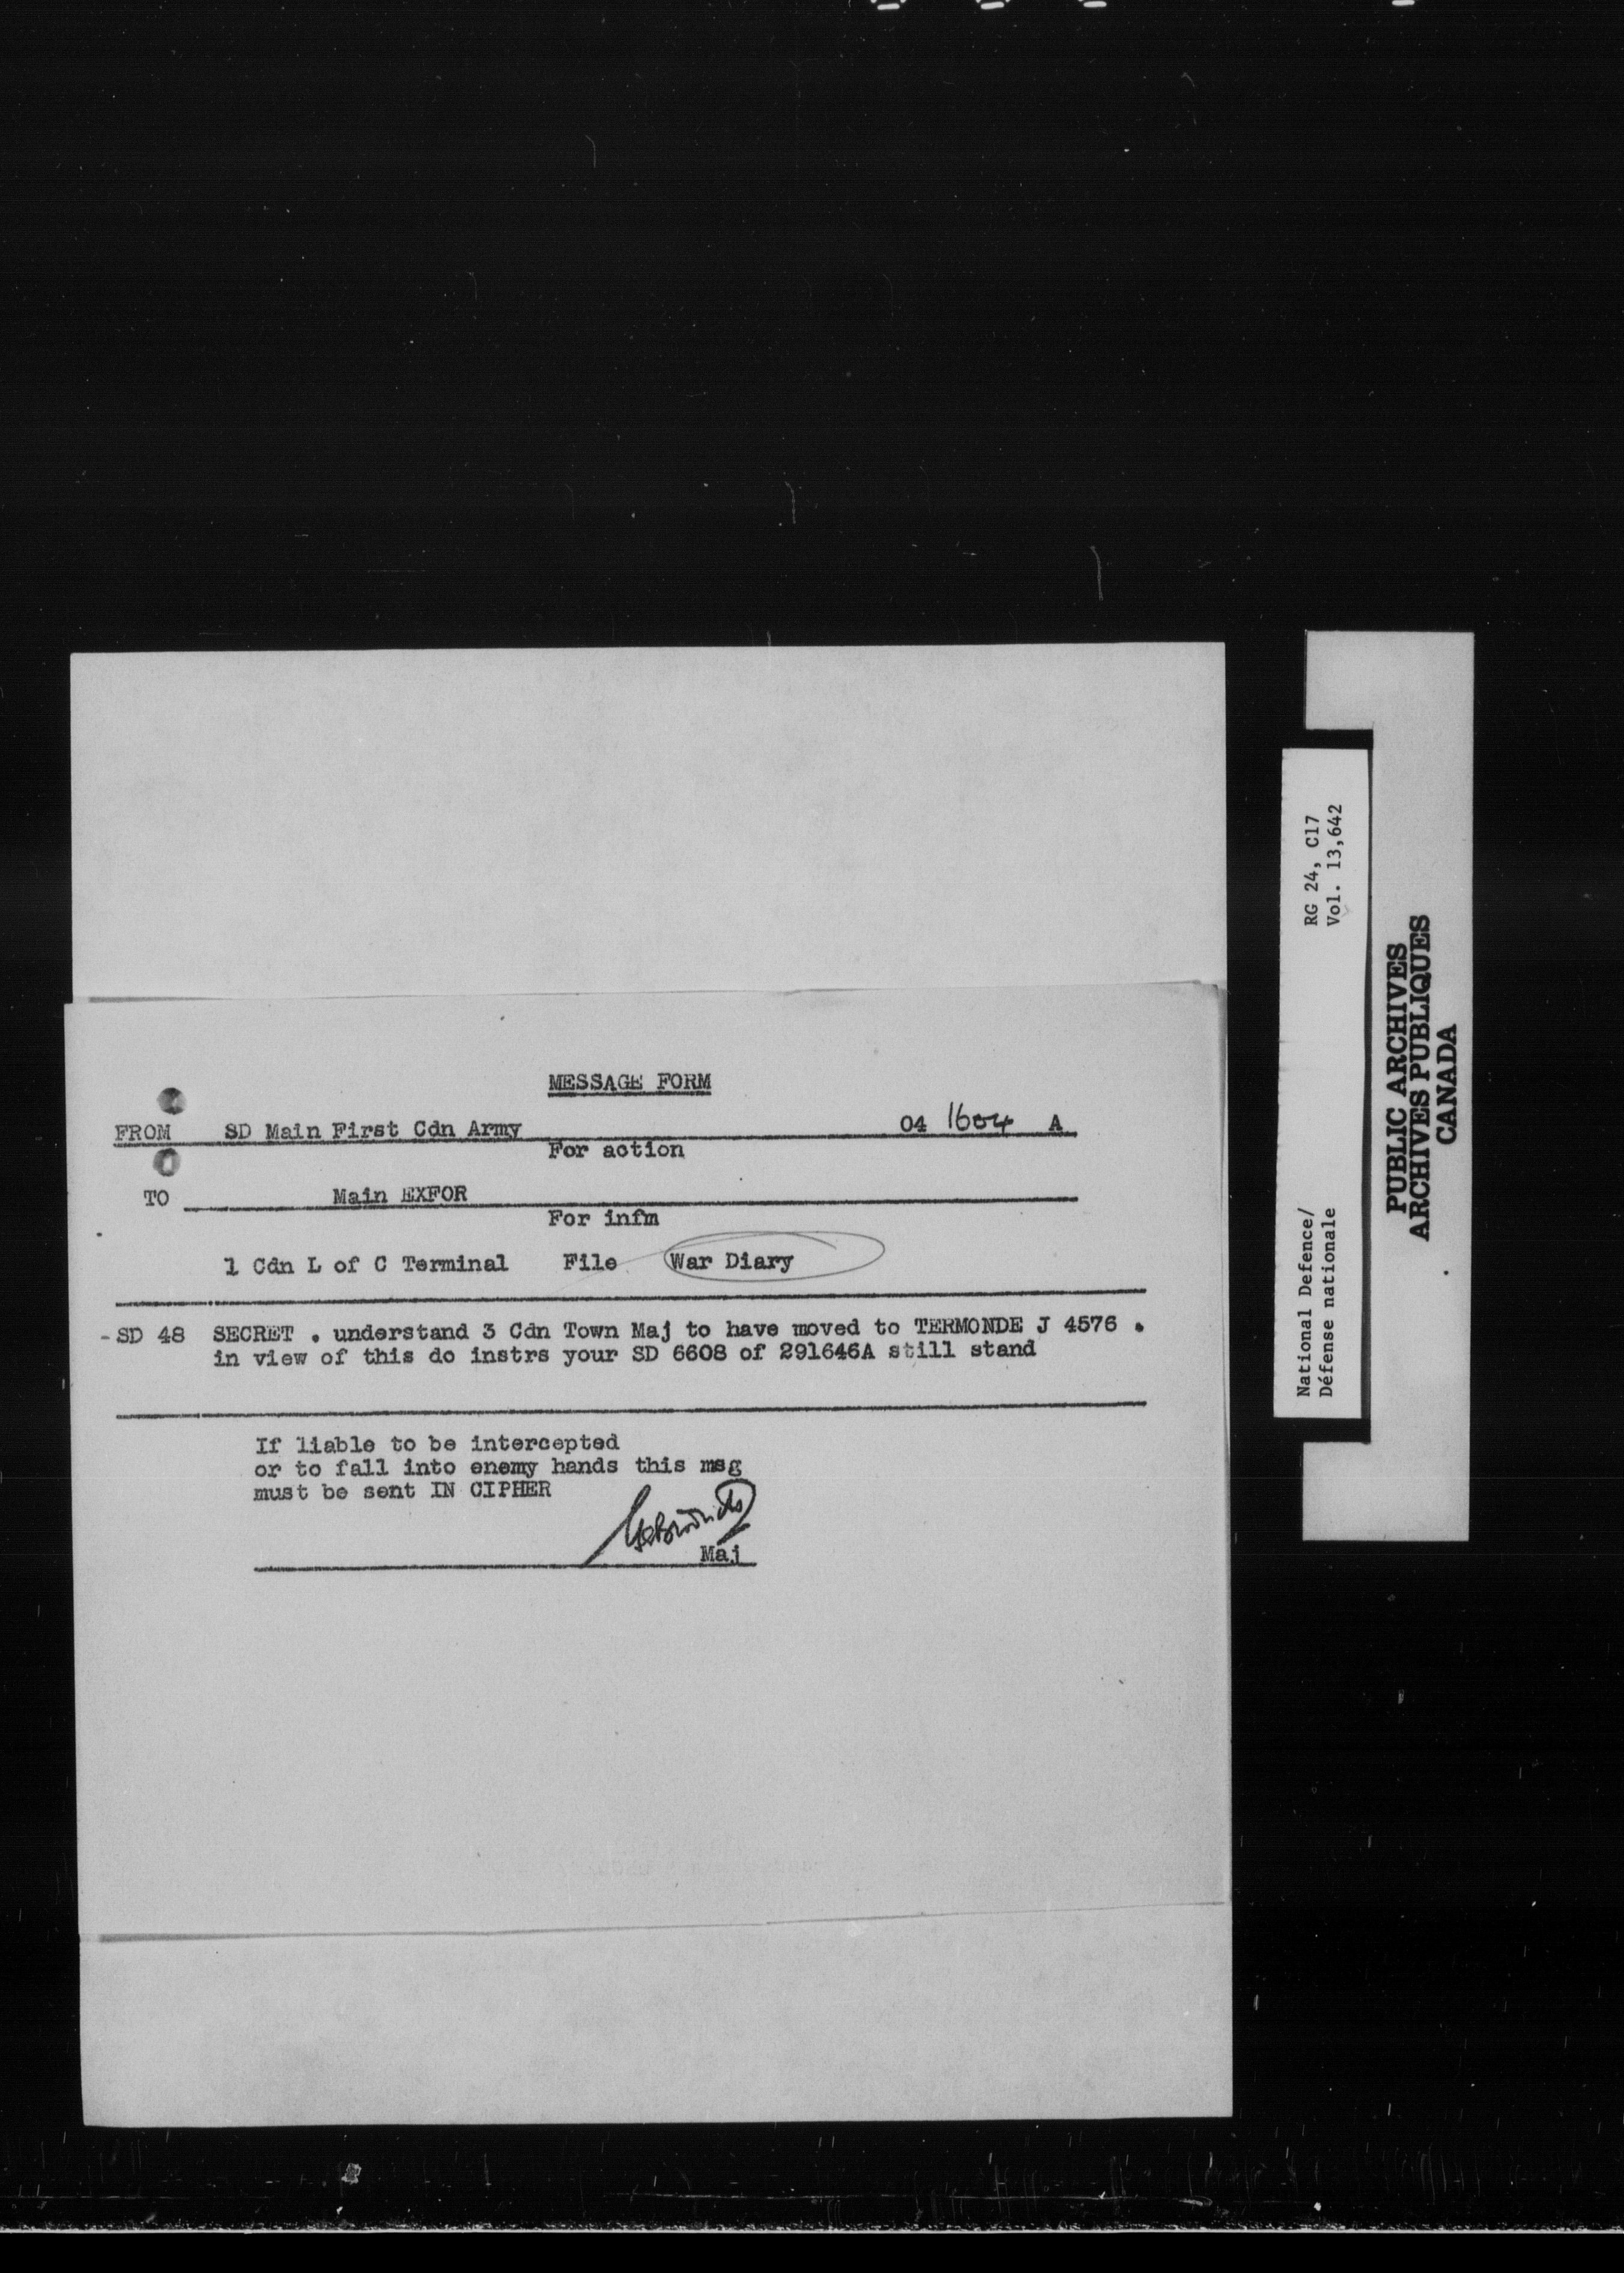 MESSAGE FORM
FROM SD Main First Cdn Army 04 1604 A
For action
TO Main EXFOR
For infm
1 Cdn L of C Terminal File War Diary
-SD 48 SECRET . understand 3 Cdn Town Maj to have moved to TERMONDE J 4576 .
in view of this do instrs your SD 6608 of 291646A still stand
If liable to be intercepted
or to fall into enemy hands this msg
must be sent IN CIPHER
Maj
National Defence/ RG 24, C17
Défense nationale Vol. 13,642
PUBLIC ARCHIVES
ARCHIVES PUBLIQUES
CANADA